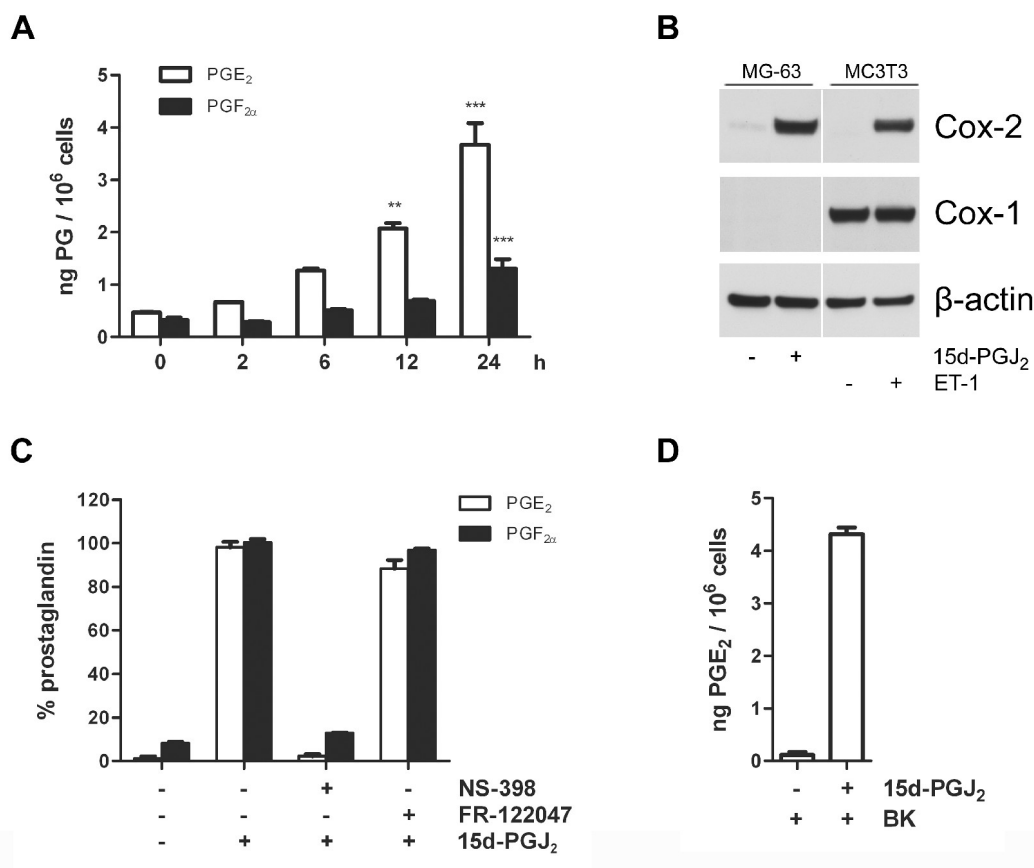 A
PGE2
PGF2α
5
4
3
2
1
0
ng PG / 10^6 cells
**
***
***
0 2 6 12 24 h
B
MG-63 MC3T3
Cox-2
Cox-1
β-actin
- + 15d-PGJ2
- + ET-1
C
PGE2
PGF2α
120
100
80
60
40
20
0
% prostaglandin
- - + - NS-398
- - - + FR-122047
- + + + 15d-PGJ2
D
5
4
3
2
1
0
ng PGE2 / 10^6 cells
- + 15d-PGJ2
+ + BK